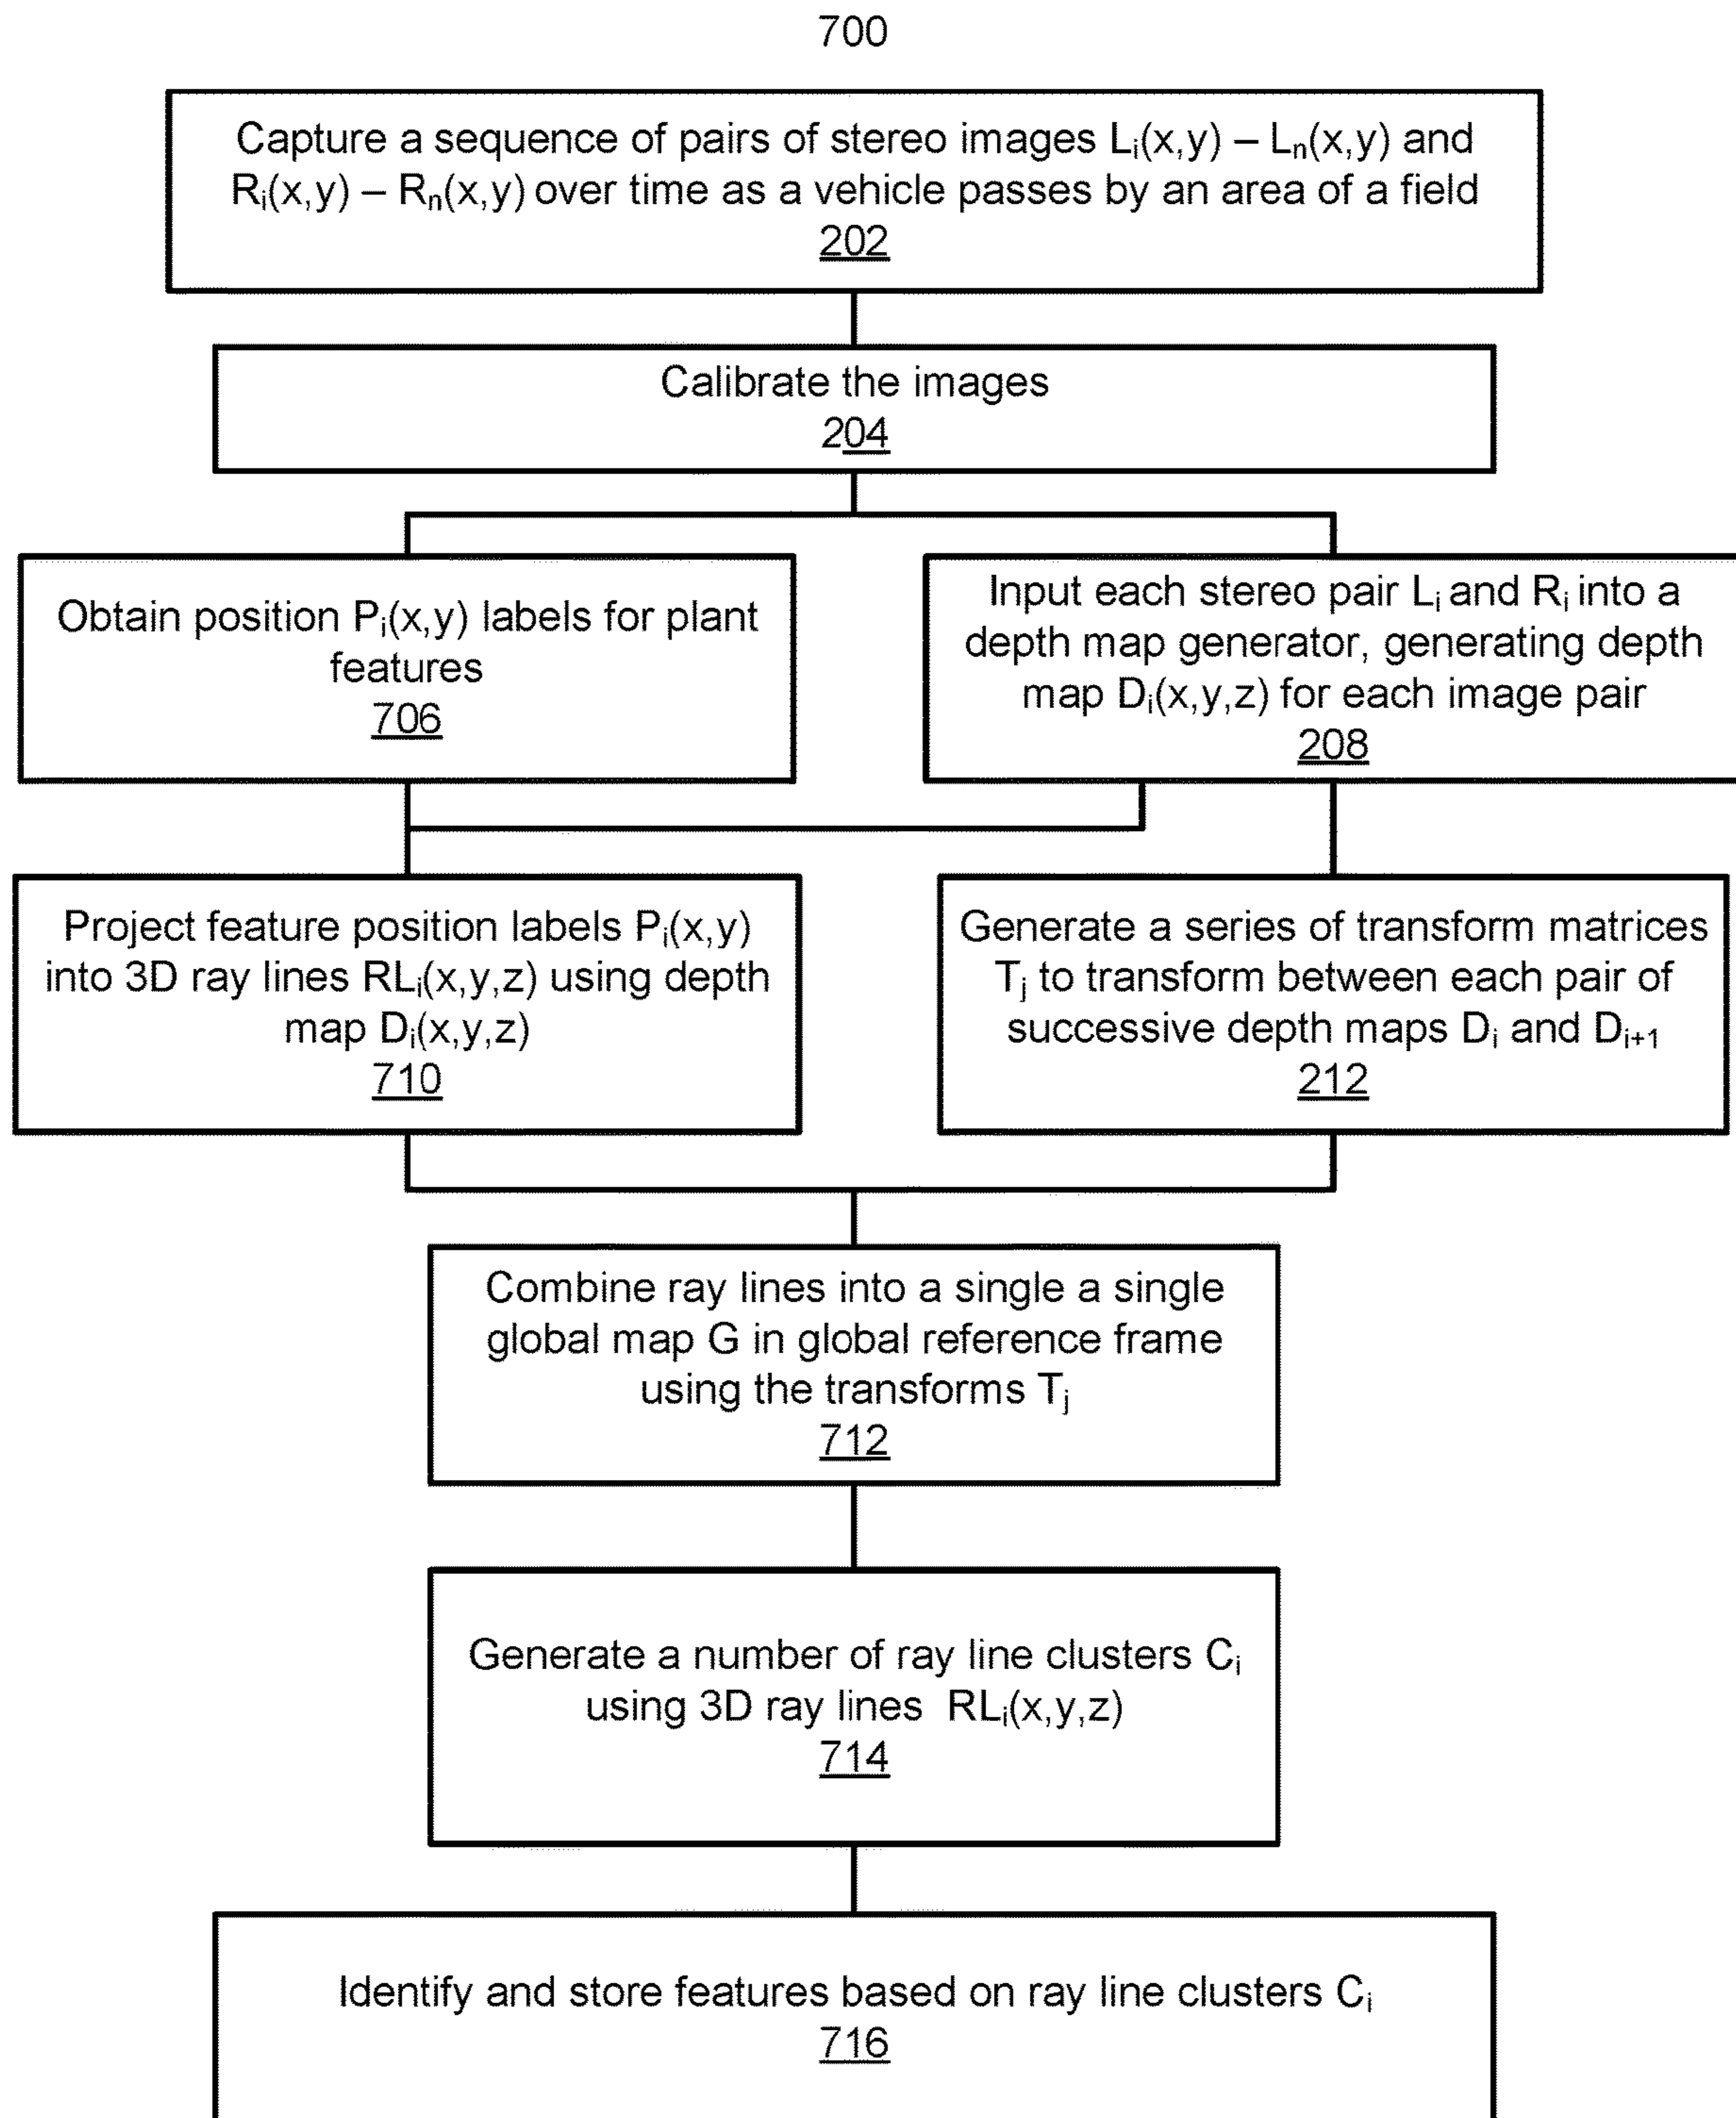 700
Capture a sequence of pairs of stereo images Lᵢ(x,y) – Lₙ(x,y) and
Rᵢ(x,y) – Rₙ(x,y) over time as a vehicle passes by an area of a field
202
Calibrate the images
204
Obtain position Pᵢ(x,y) labels for plant
features
706
Input each stereo pair Lᵢ and Rᵢ into a
depth map generator, generating depth
map Dᵢ(x,y,z) for each image pair
208
Project feature position labels Pᵢ(x,y)
into 3D ray lines RLᵢ(x,y,z) using depth
map Dᵢ(x,y,z)
710
Generate a series of transform matrices
Tⱼ to transform between each pair of
successive depth maps Dᵢ and Dᵢ₊₁
212
Combine ray lines into a single a single
global map G in global reference frame
using the transforms Tⱼ
712
Generate a number of ray line clusters Cᵢ
using 3D ray lines RLᵢ(x,y,z)
714
Identify and store features based on ray line clusters Cᵢ
716